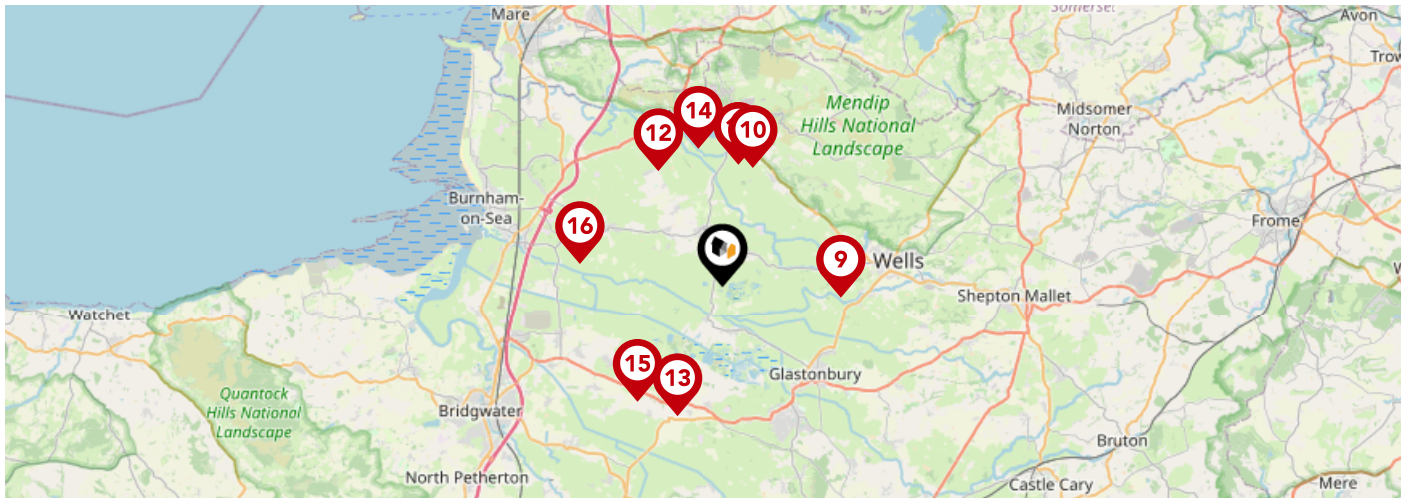 Mare
Somerset
Avon
Trow
14
12
10
Mendip
Hills National
Landscape
Midsomer
Norton
Burnham-
on-Sea
16
Frome
9
Wells
Shepton Mallet
Watchet
15
13
Glastonbury
Quantock
Hills National
Landscape
Bridgwater
Bruton
North Petherton
Castle Cary
Mere